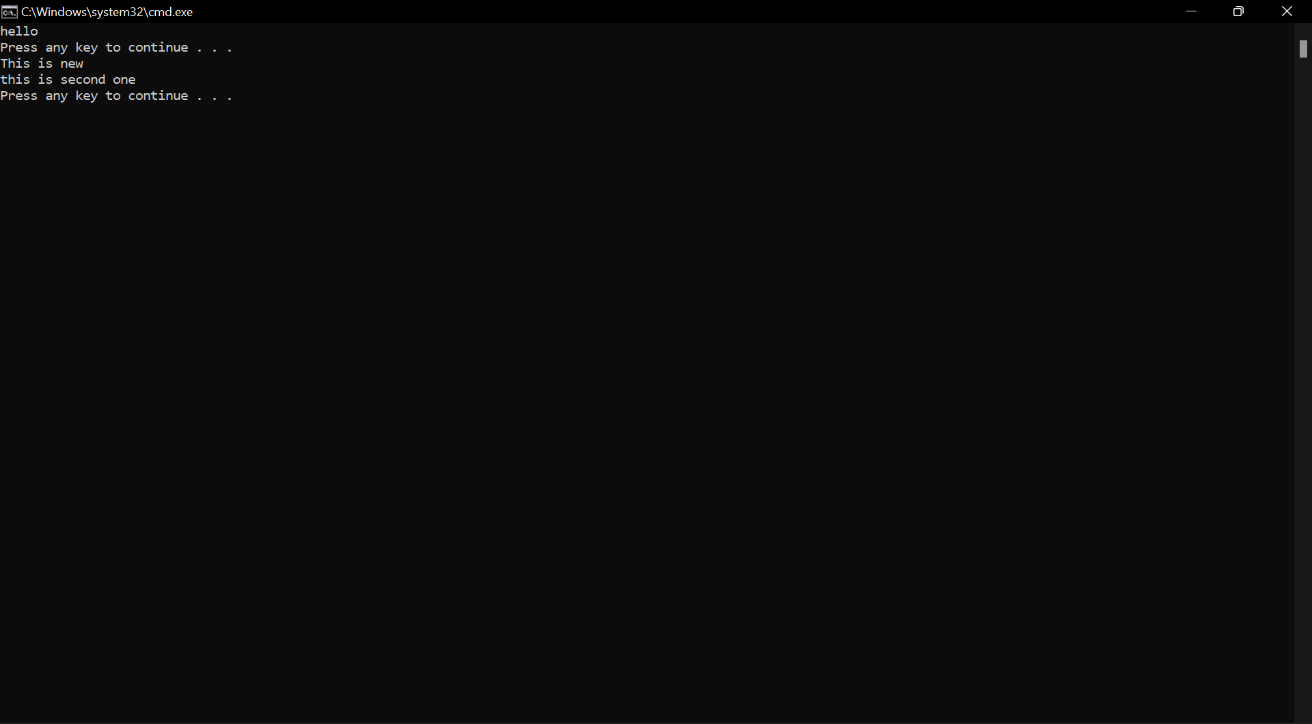 C:\Windows\system32\cmd.exe
hello
Press any key to continue . . .
This is new
this is second one
Press any key to continue . . .